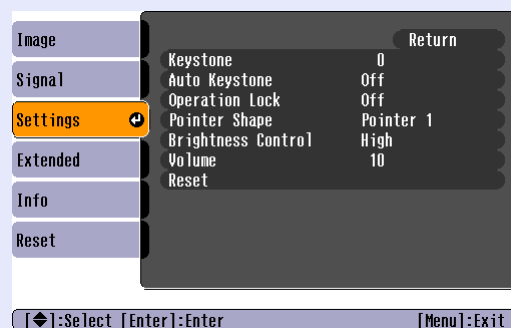 Image
Signal
Settings
Extended
Info
Reset
Return
Keystone 0
Auto Keystone Off
Operation Lock Off
Pointer Shape Pointer 1
Brightness Control High
Volume 10
Reset
[◆]:Select [Enter]:Enter [Menu]:Exit